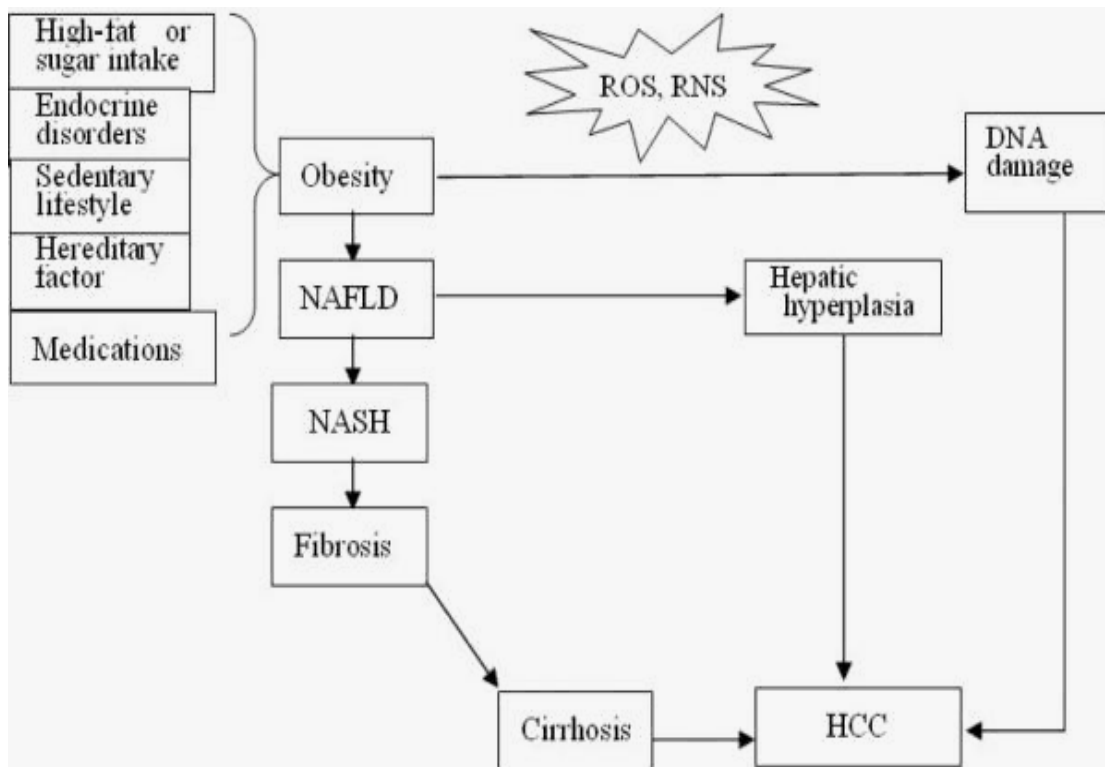 High-fat or
sugar intake
Endocrine
disorders
Sedentary
lifestyle
Hereditary
factor
Medications
Obesity
ROS, RNS
DNA
damage
NAFLD
Hepatic
hyperplasia
NASH
Fibrosis
Cirrhosis
HCC